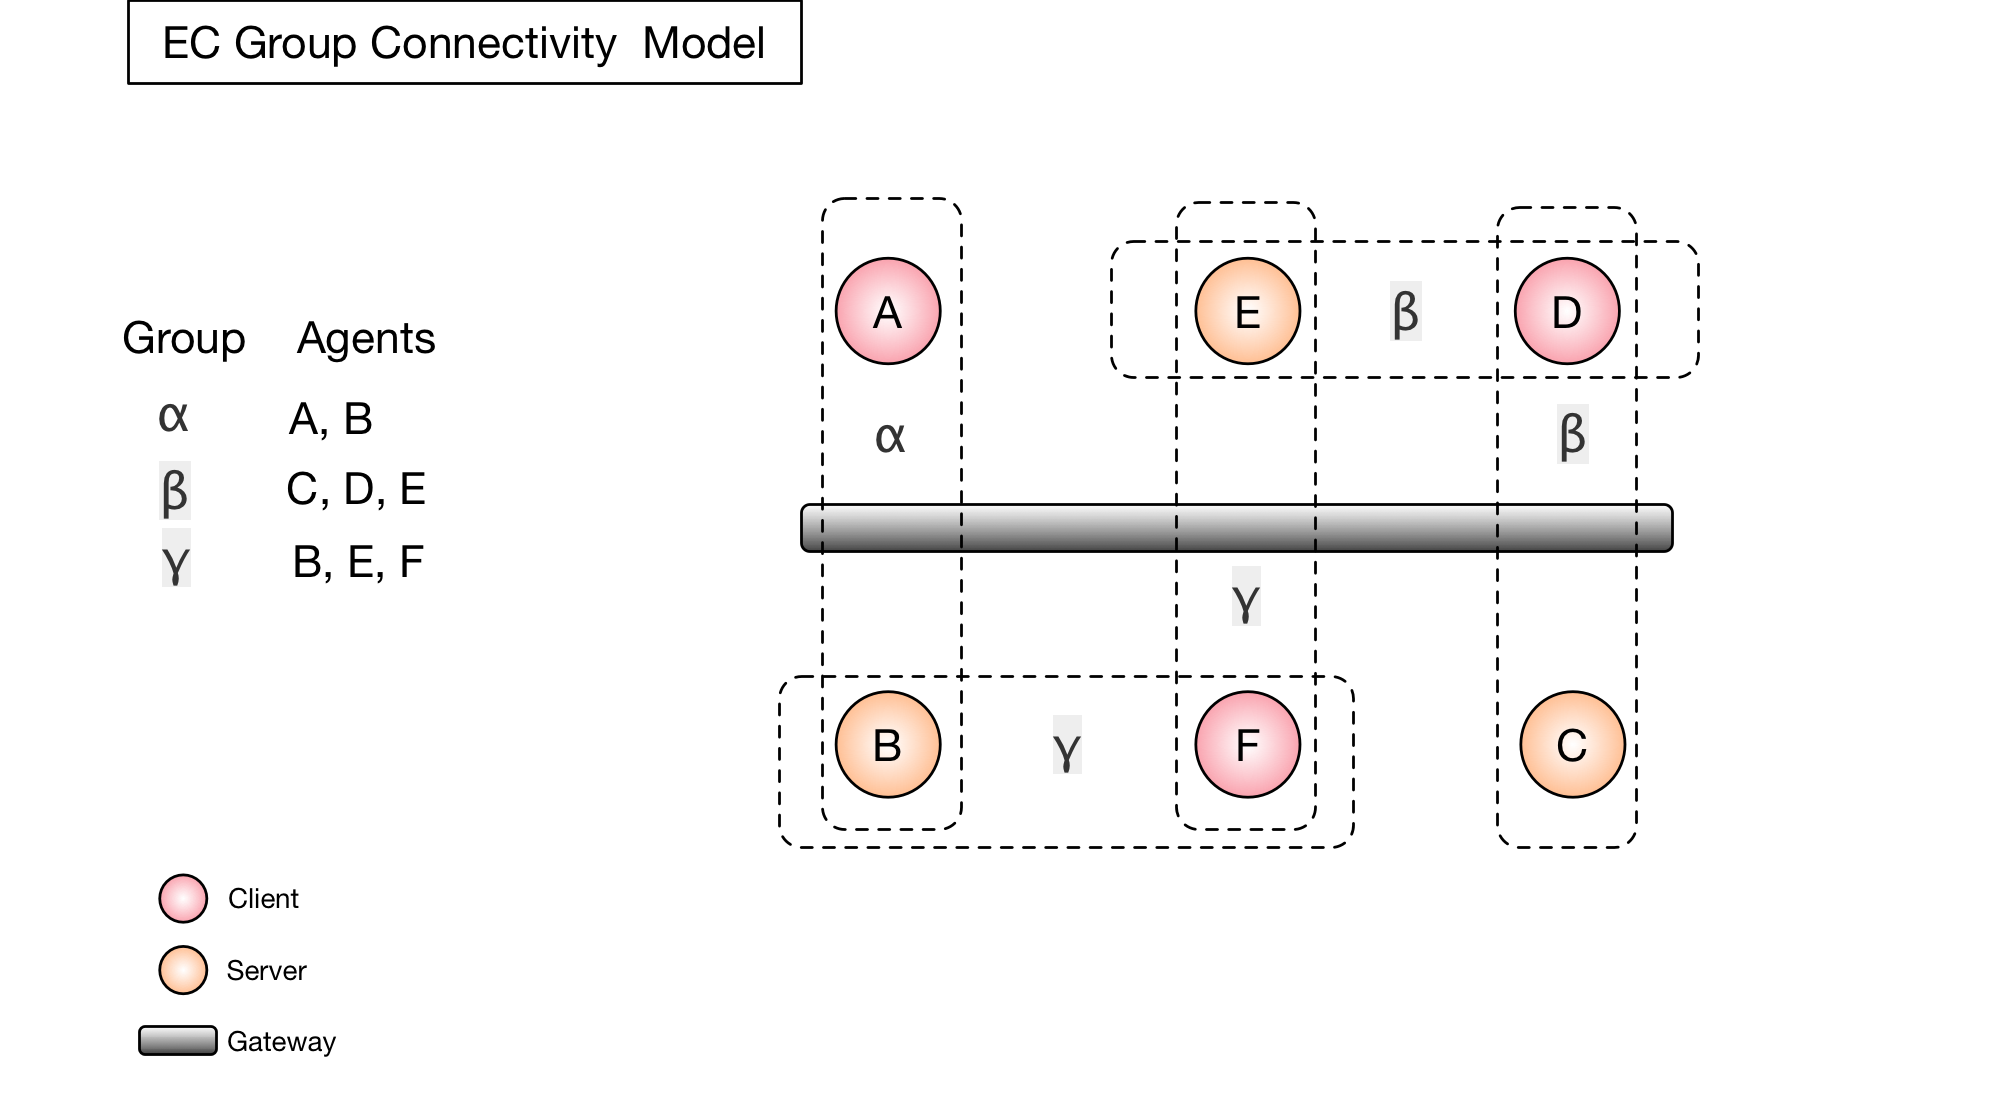 EC Group Connectivity  Model
Group Agents
α A, B
β C, D, E
γ B, E, F
A E β D
α β
γ
B γ F C
Client
Server
Gateway